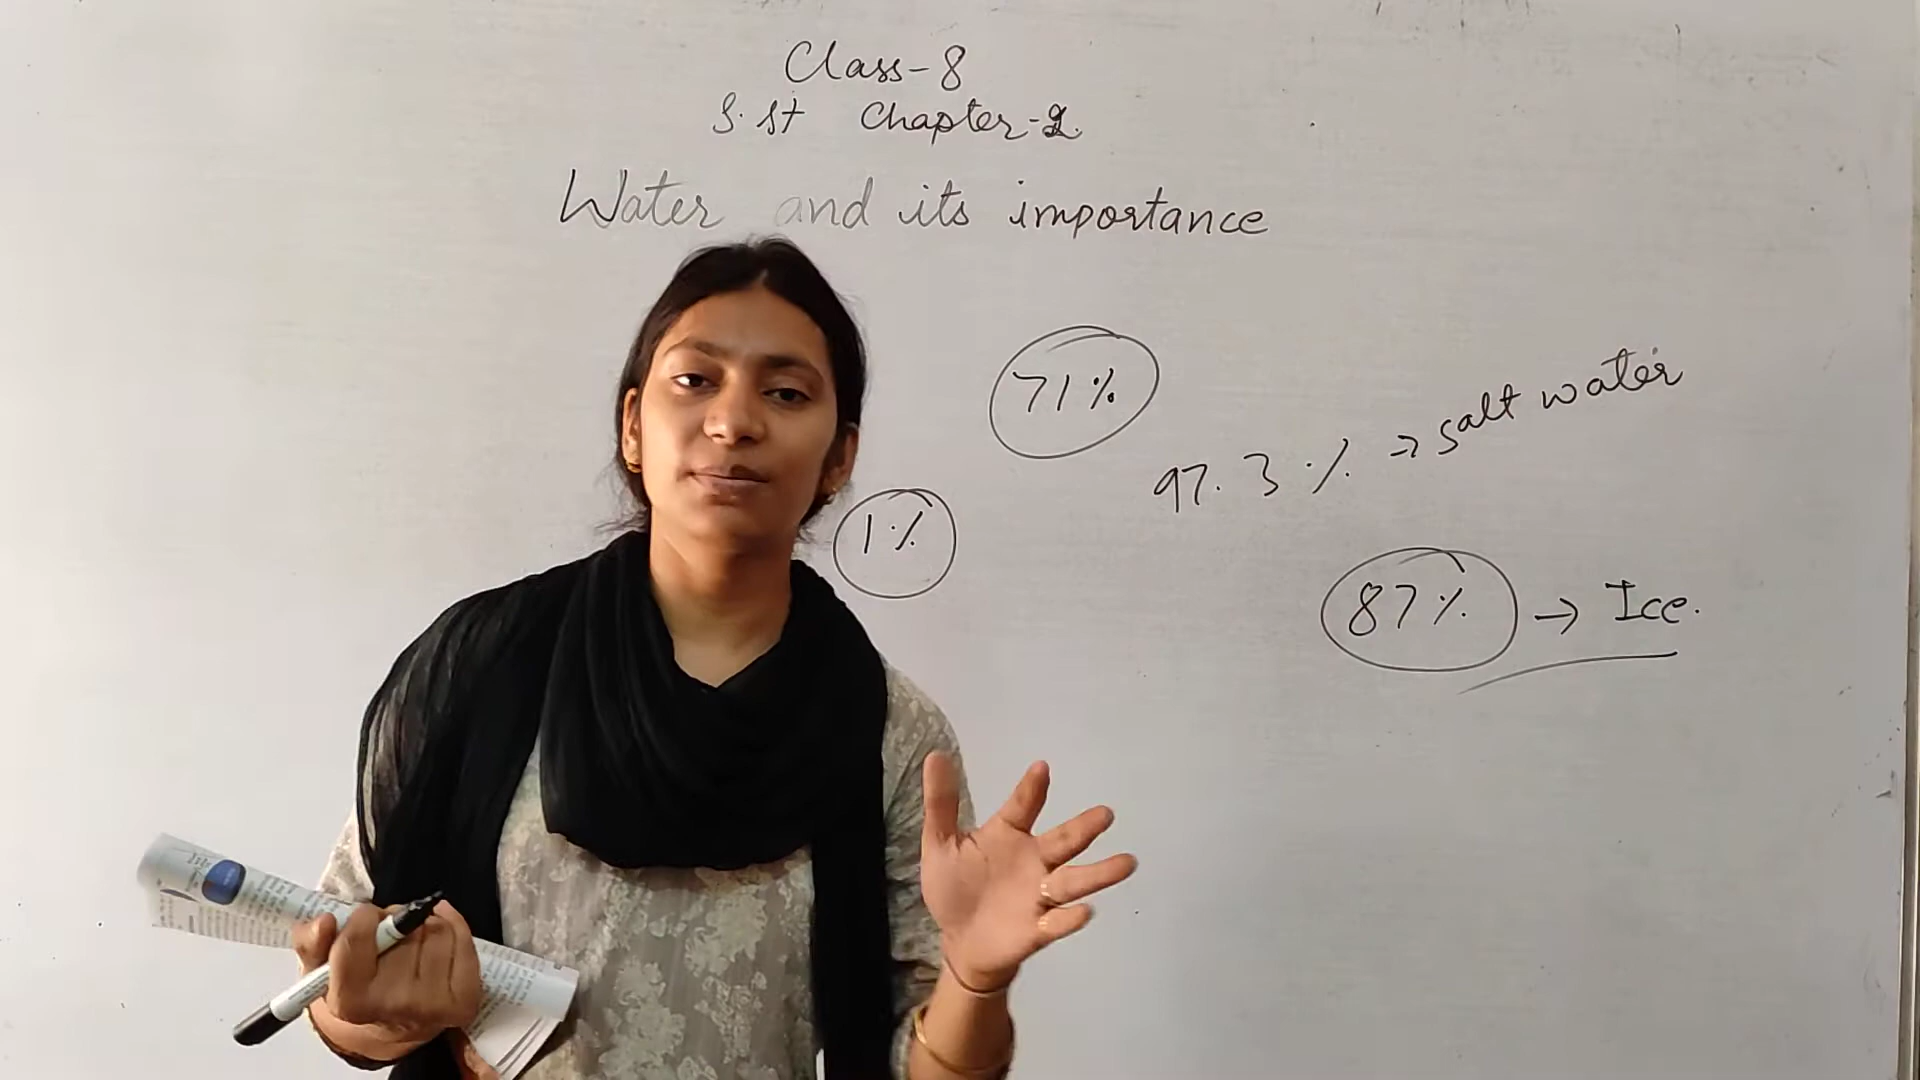 Class-8
S.St Chapter-2.
Water and its importance
71%
97.3% → salt water
1%
87% → Ice.